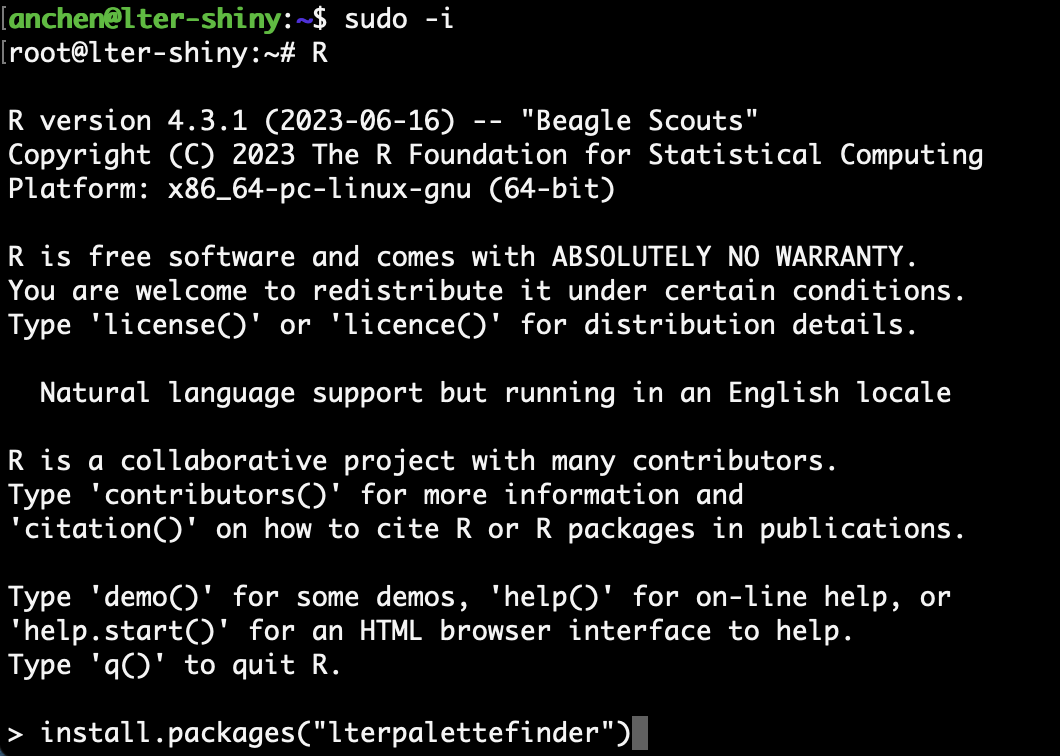 [anchen@lter-shiny:~$ sudo -i
[root@lter-shiny:~# R
R version 4.3.1 (2023-06-16) -- "Beagle Scouts"
Copyright (C) 2023 The R Foundation for Statistical Computing
Platform: x86_64-pc-linux-gnu (64-bit)
R is free software and comes with ABSOLUTELY NO WARRANTY.
You are welcome to redistribute it under certain conditions.
Type 'license()' or 'licence()' for distribution details.
Natural language support but running in an English locale
R is a collaborative project with many contributors.
Type 'contributors()' for more information and
'citation()' on how to cite R or R packages in publications.
Type 'demo()' for some demos, 'help()' for on-line help, or
'help.start()' for an HTML browser interface to help.
Type 'q()' to quit R.
> install.packages("lterpalettefinder")